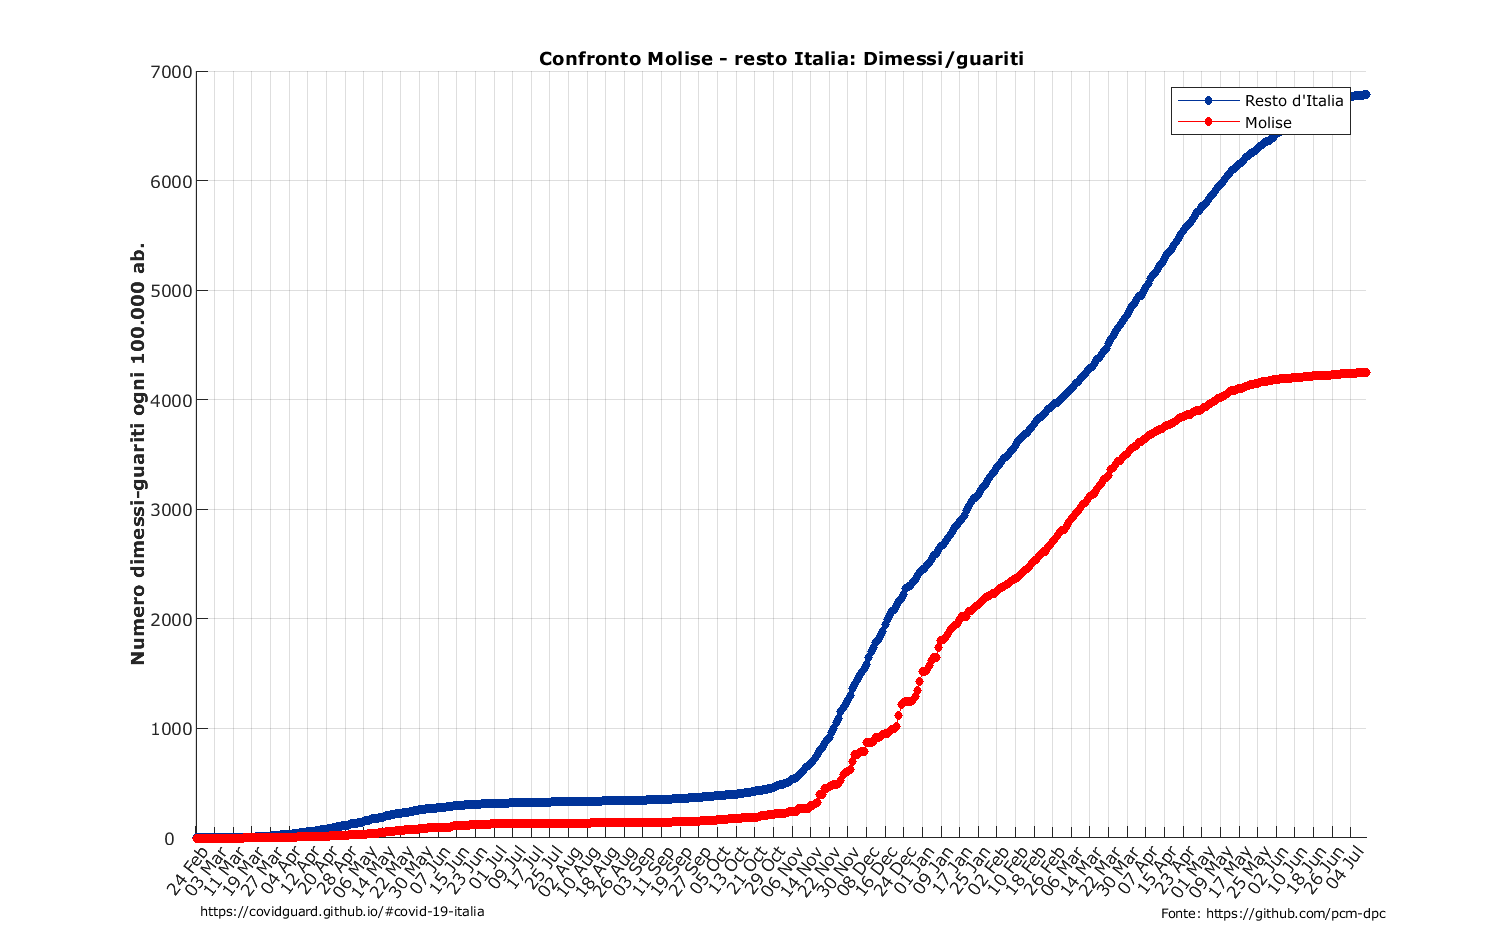 Confronto Molise - resto Italia: Dimessi/guariti
Resto d'Italia
Molise
Numero dimessi-guariti ogni 100.000 ab.
7000
6000
5000
4000
3000
2000
1000
0
24 Feb
03 Mar
11 Mar
19 Mar
27 Mar
04 Apr
12 Apr
20 Apr
28 Apr
06 May
14 May
22 May
30 May
07 Jun
15 Jun
23 Jun
01 Jul
09 Jul
17 Jul
25 Jul
02 Aug
10 Aug
18 Aug
26 Aug
03 Sep
11 Sep
19 Sep
27 Sep
05 Oct
13 Oct
21 Oct
29 Oct
06 Nov
14 Nov
22 Nov
30 Nov
08 Dec
16 Dec
24 Dec
01 Jan
09 Jan
17 Jan
25 Jan
02 Feb
10 Feb
18 Feb
26 Feb
06 Mar
14 Mar
22 Mar
30 Mar
07 Apr
15 Apr
23 Apr
01 May
09 May
17 May
25 May
02 Jun
10 Jun
18 Jun
26 Jun
04 Jul
https://covidguard.github.io/#covid-19-italia
Fonte: https://github.com/pcm-dpc